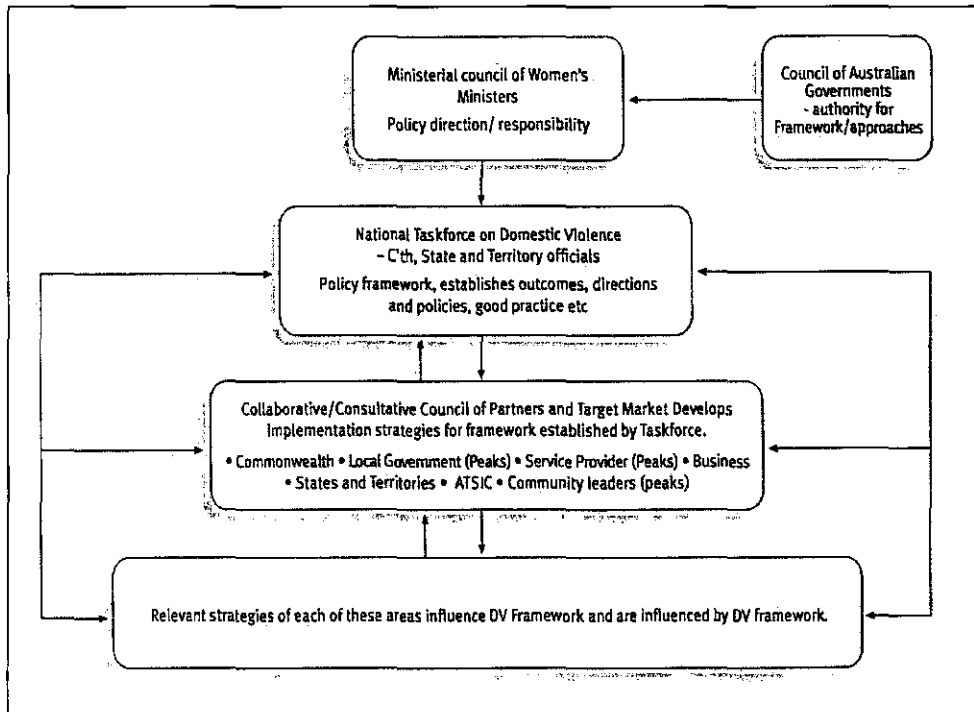 Ministerial council of Women's
Ministers
Policy direction/ responsibility
Council of Australian
Governments
- authority for
Framework/approaches
National Taskforce on Domestic Violence
– C'th, State and Territory officials
Policy framework, establishes outcomes, directions
and policies, good practice etc
Collaborative/Consultative Council of Partners and Target Market Develops
Implementation strategies for framework established by Taskforce.
• Commonwealth • Local Government (Peaks) • Service Provider (Peaks) • Business
• States and Territories • ATSIC • Community leaders (peaks)
Relevant strategies of each of these areas influence DV Framework and are influenced by DV framework.